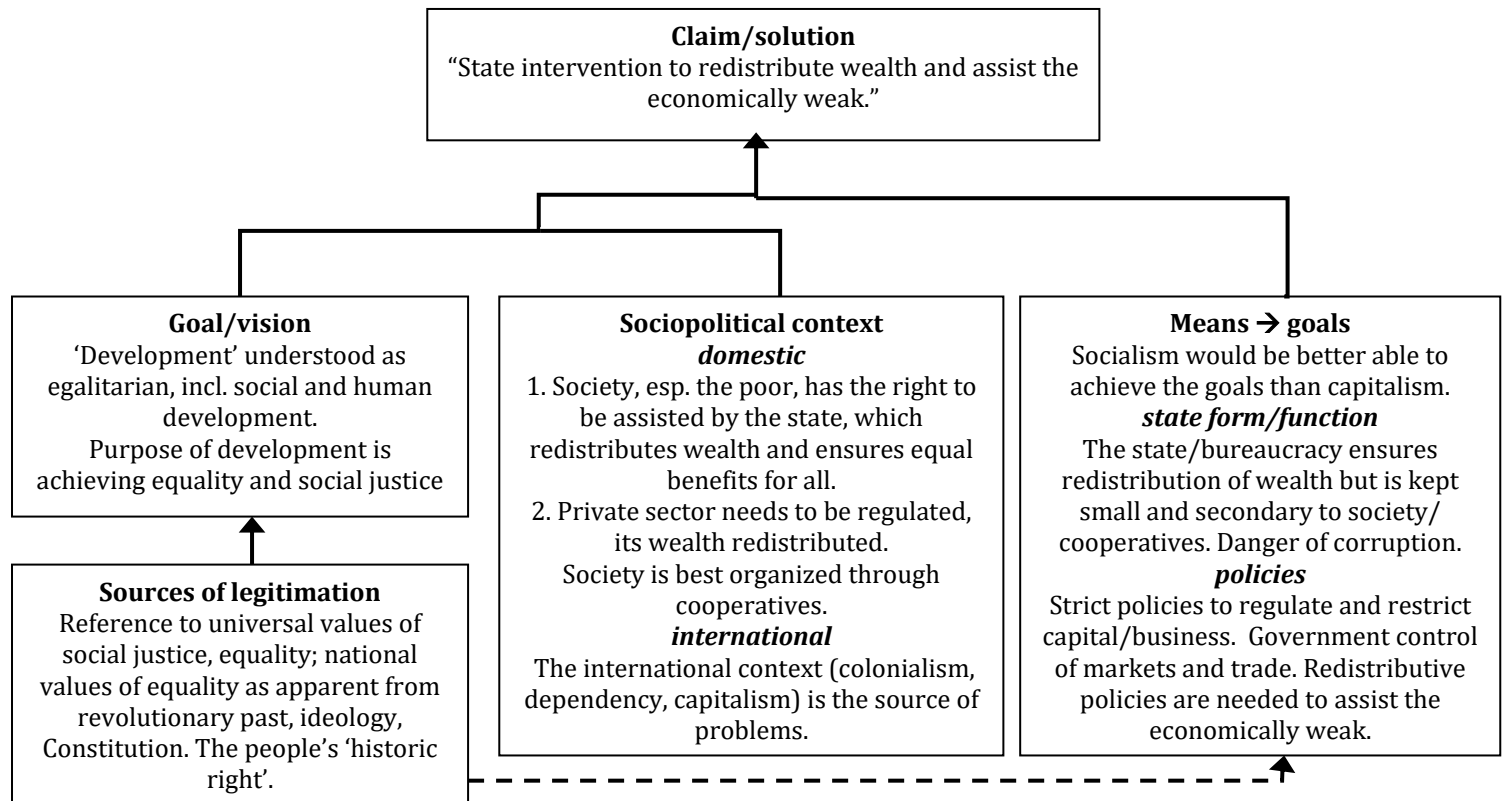 Claim/solution
“State intervention to redistribute wealth and assist the
economically weak.”
Goal/vision
‘Development’ understood as
egalitarian, incl. social and human
development.
Purpose of development is
achieving equality and social justice
Sources of legitimation
Reference to universal values of
social justice, equality; national
values of equality as apparent from
revolutionary past, ideology,
Constitution. The people’s ‘historic
right’.
Sociopolitical context
domestic
1. Society, esp. the poor, has the right to
be assisted by the state, which
redistributes wealth and ensures equal
benefits for all.
2. Private sector needs to be regulated,
its wealth redistributed.
Society is best organized through
cooperatives.
international
The international context (colonialism,
dependency, capitalism) is the source of
problems.
Means → goals
Socialism would be better able to
achieve the goals than capitalism.
state form/function
The state/bureaucracy ensures
redistribution of wealth but is kept
small and secondary to society/
cooperatives. Danger of corruption.
policies
Strict policies to regulate and restrict
capital/business. Government control
of markets and trade. Redistributive
policies are needed to assist the
economically weak.